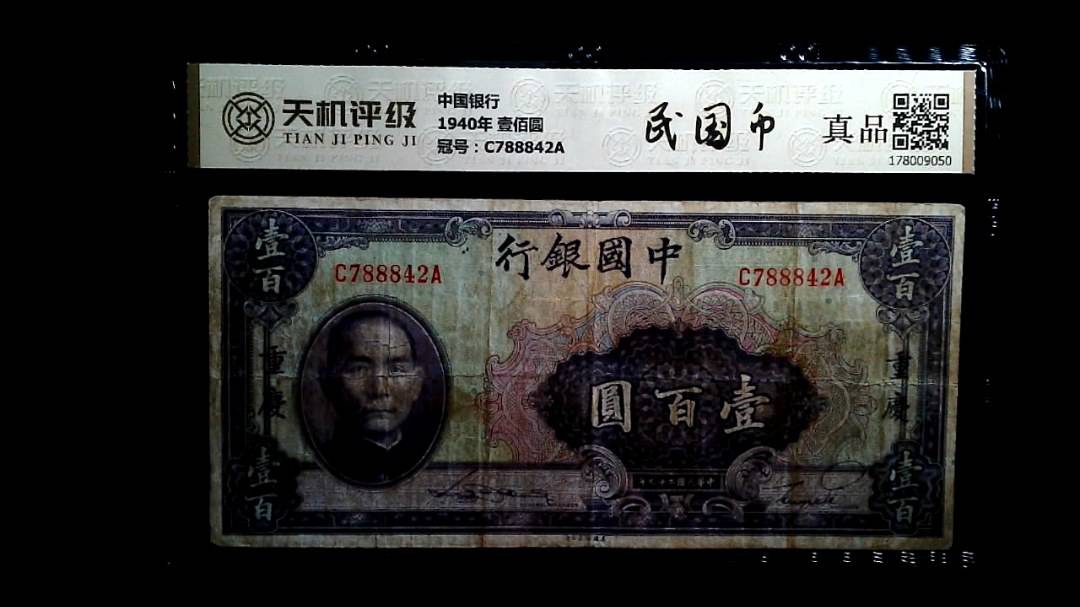 天机评级
TIAN JI PING JI
中国银行
1940年 壹佰圆
冠号：C788842A
民国币
真品
178009050
行銀國中
壹百
壹百
C788842A
C788842A
重慶
重慶
圓百壹
壹百
壹百